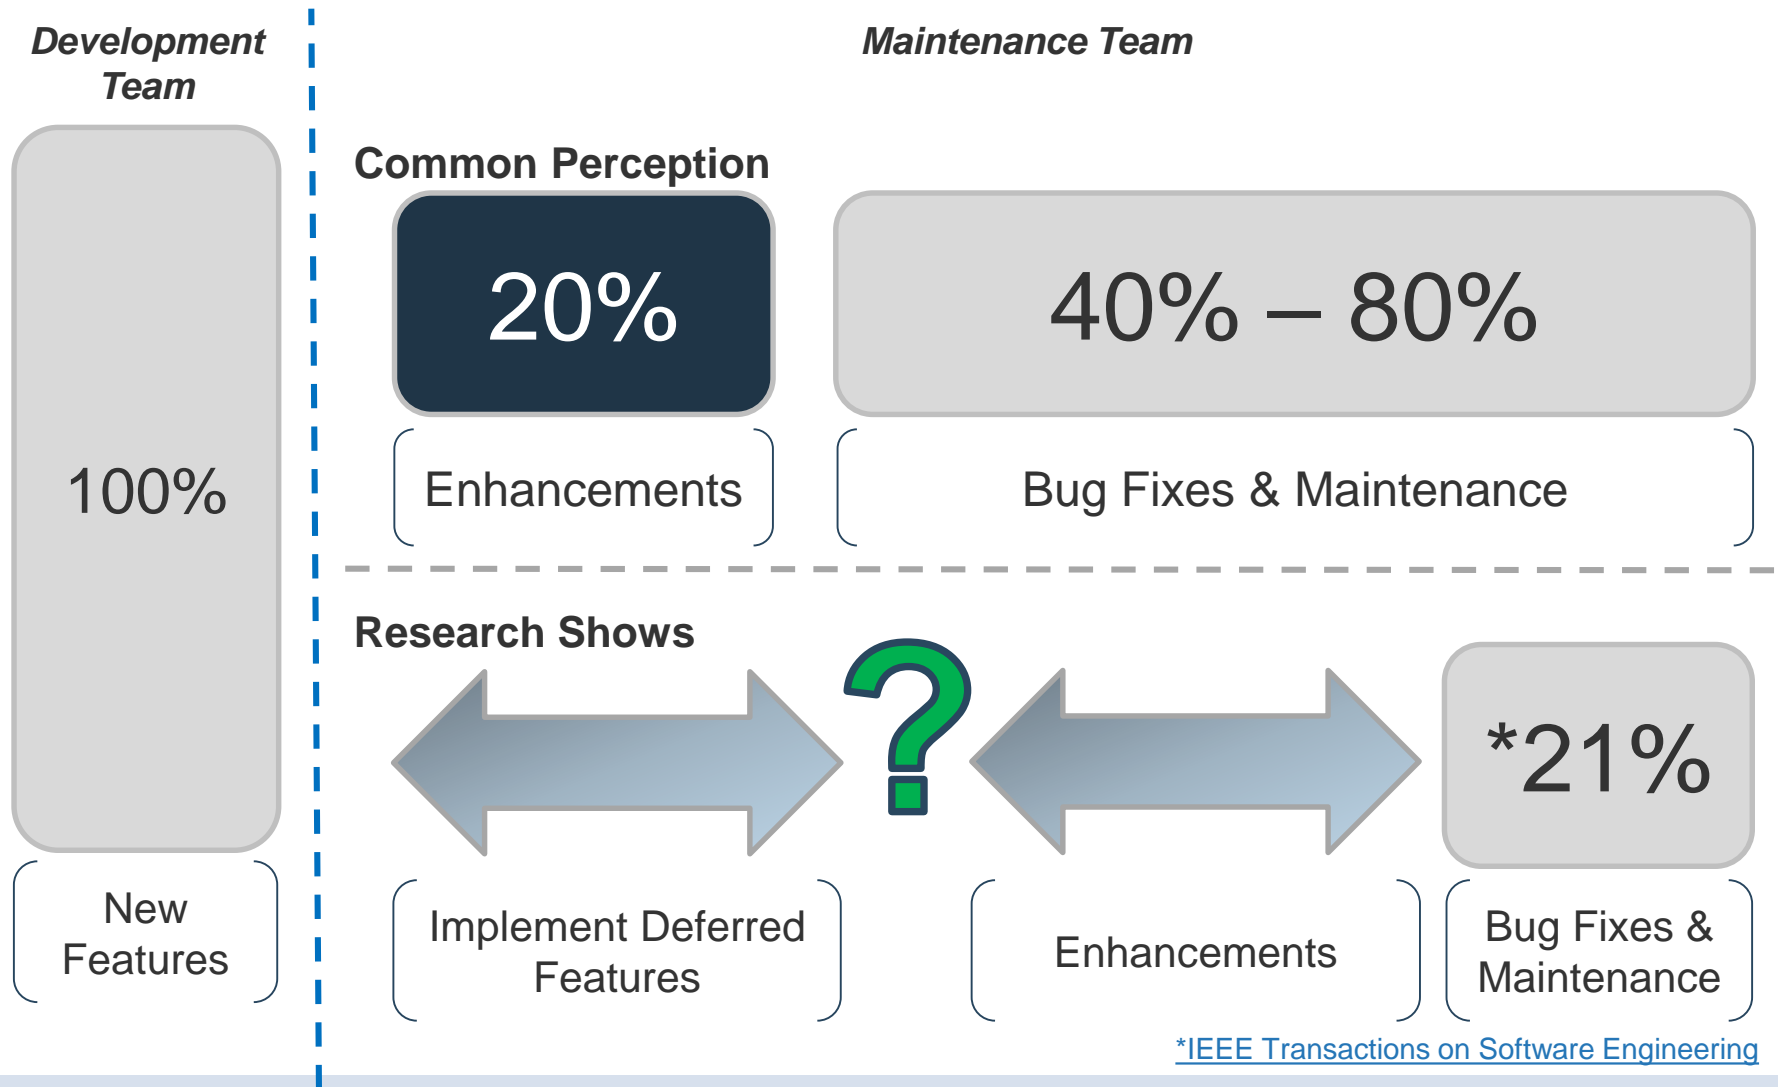 Development
Team
Maintenance Team
100%
New
Features
Common Perception
20%
40% – 80%
Enhancements
Bug Fixes & Maintenance
Research Shows
?
*21%
Implement Deferred
Features
Enhancements
Bug Fixes &
Maintenance
*IEEE Transactions on Software Engineering